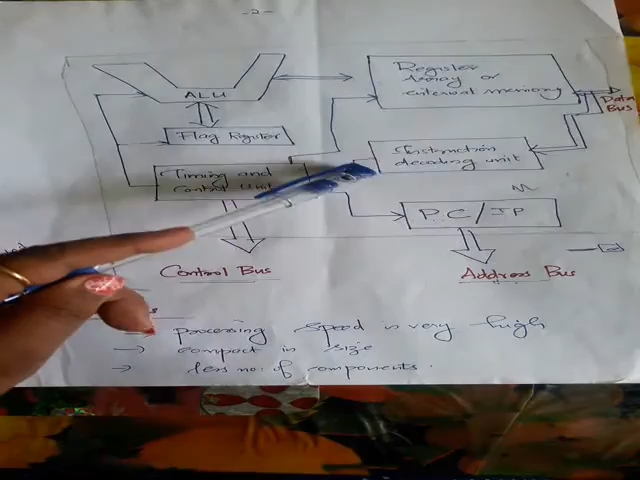 -2-
ALU
Register
Array or
internal memory
Data
Bus
Flag Register
Instruction
decoding unit
Timing and
Control Unit
P.C/IP
Control Bus
Address Bus
→ processing speed is very high
→ compact in size
→ less no. of components.